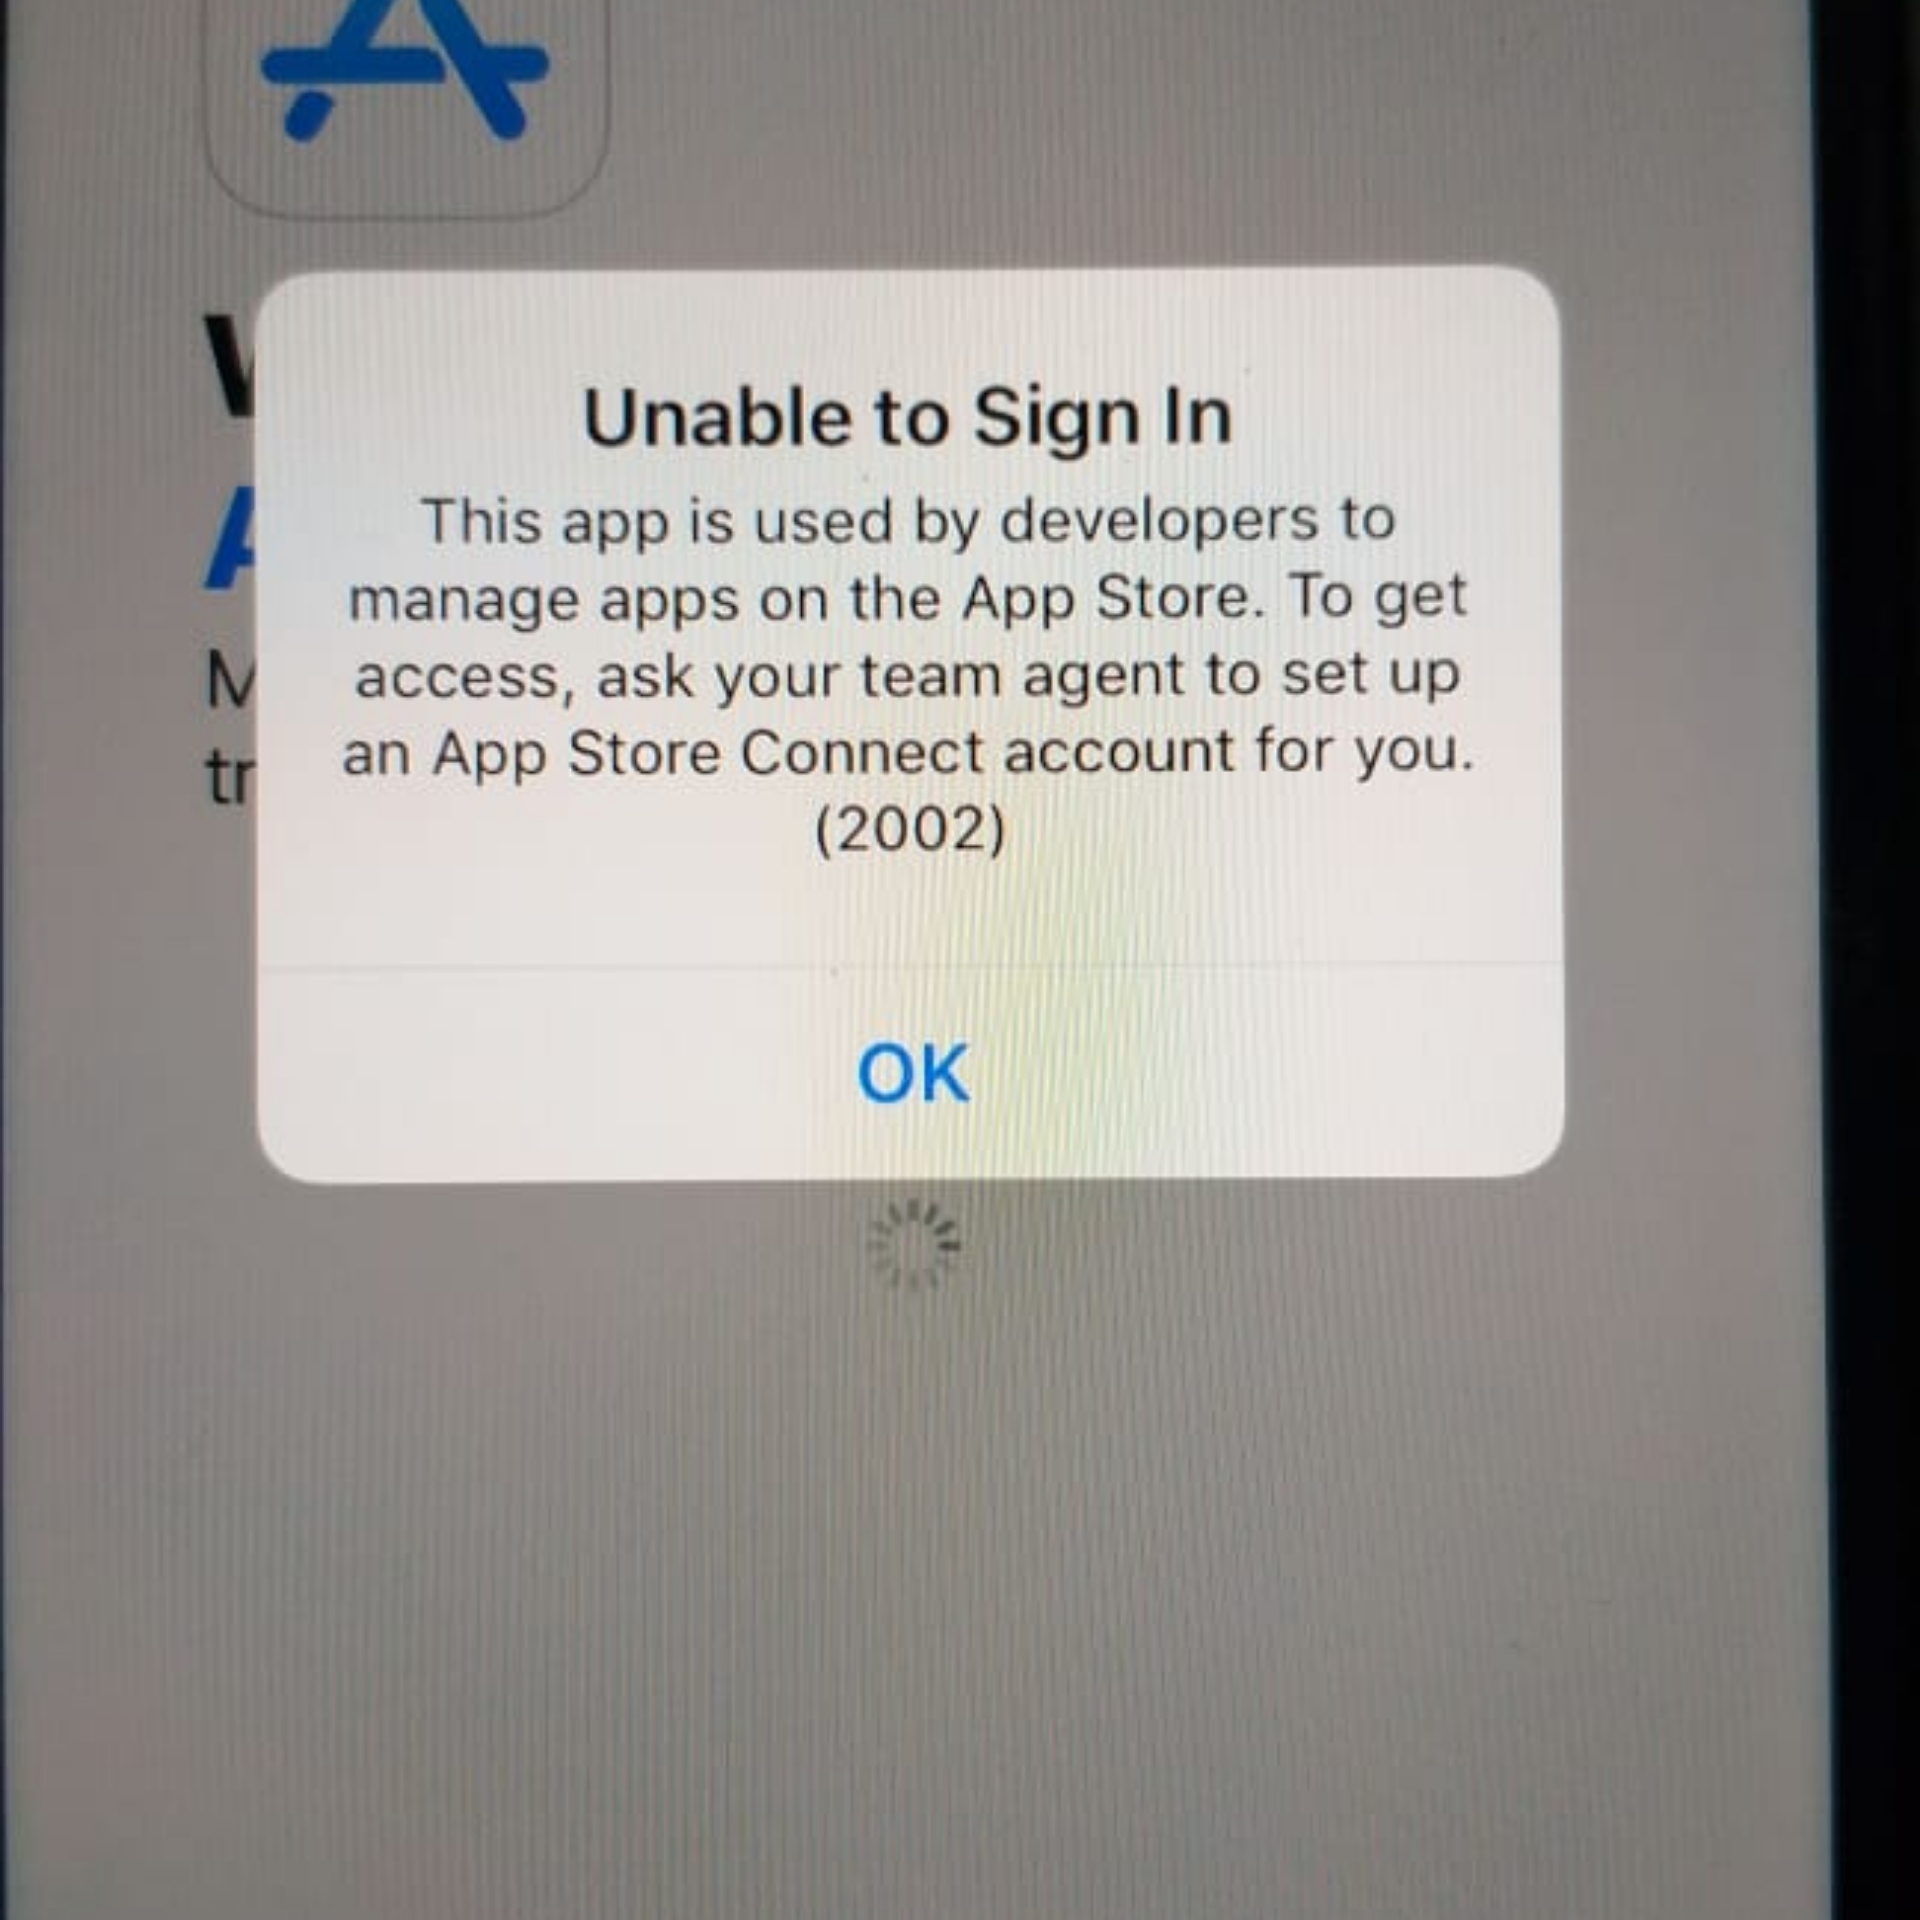 Unable to Sign In
This app is used by developers to
manage apps on the App Store. To get
access, ask your team agent to set up
an App Store Connect account for you.
(2002)
OK